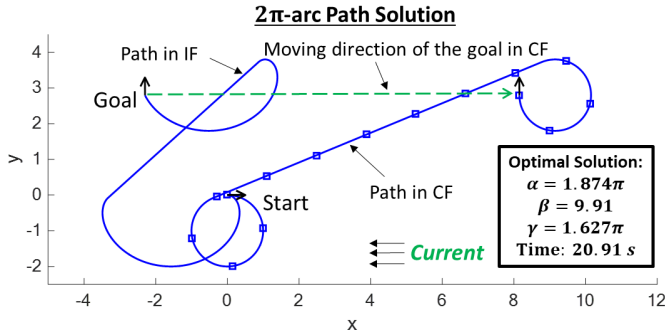 2π-arc Path Solution
Path in IF
Moving direction of the goal in CF
Goal
Start
Path in CF
Current
Optimal Solution:
α = 1.874π
β = 9.91
γ = 1.627π
Time: 20.91 s
y
4
3
2
1
0
-1
-2
-4
-2
0
2
4
6
8
10
12
x